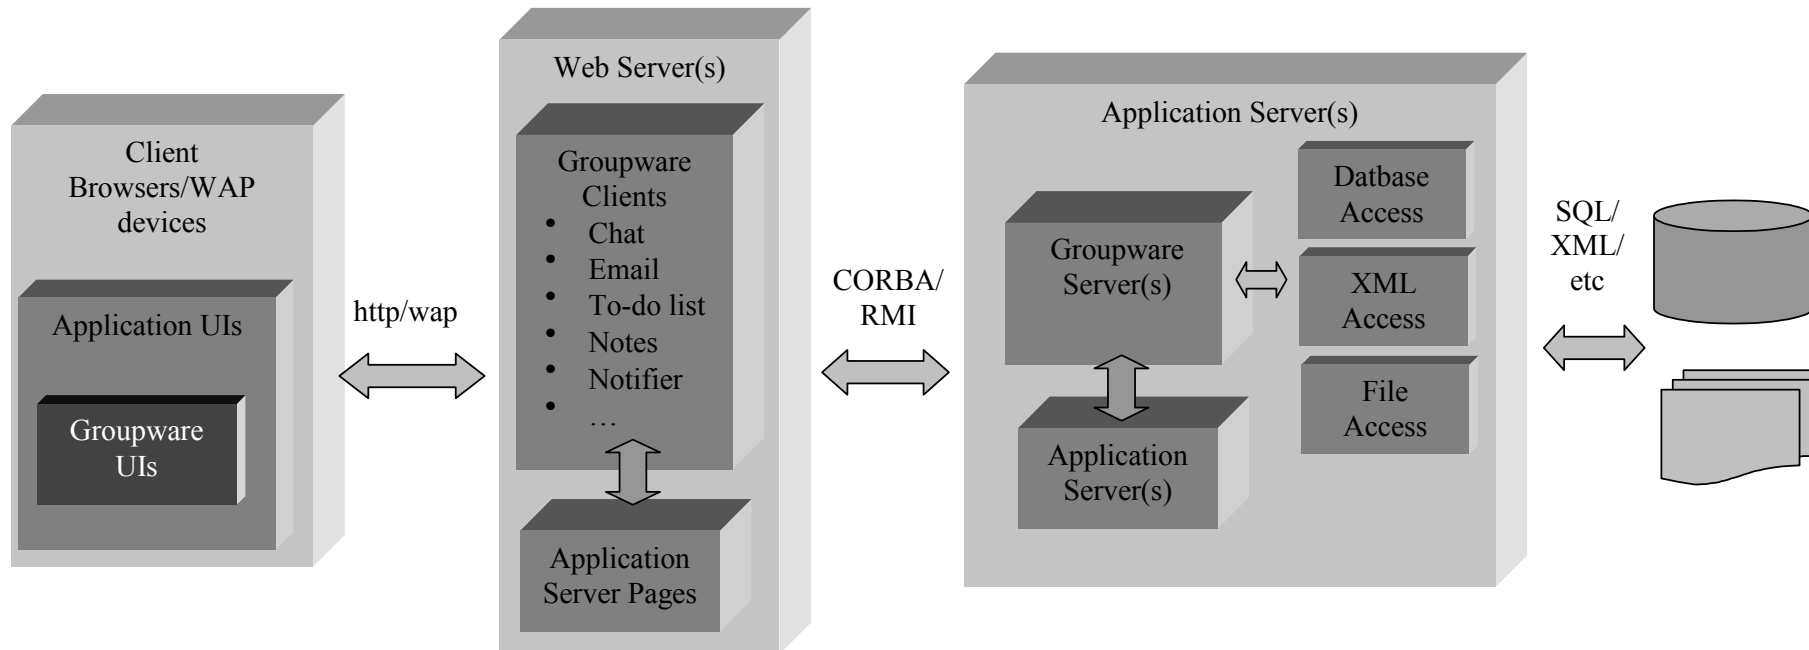 Client
Browsers/WAP
devices
Application UIs
Groupware
UIs
http/wap
Web Server(s)
Groupware
Clients
• Chat
• Email
• To-do list
• Notes
• Notifier
• …
Application
Server Pages
CORBA/
RMI
Application Server(s)
Groupware
Server(s)
Application
Server(s)
Datbase
Access
XML
Access
File
Access
SQL/
XML/
etc